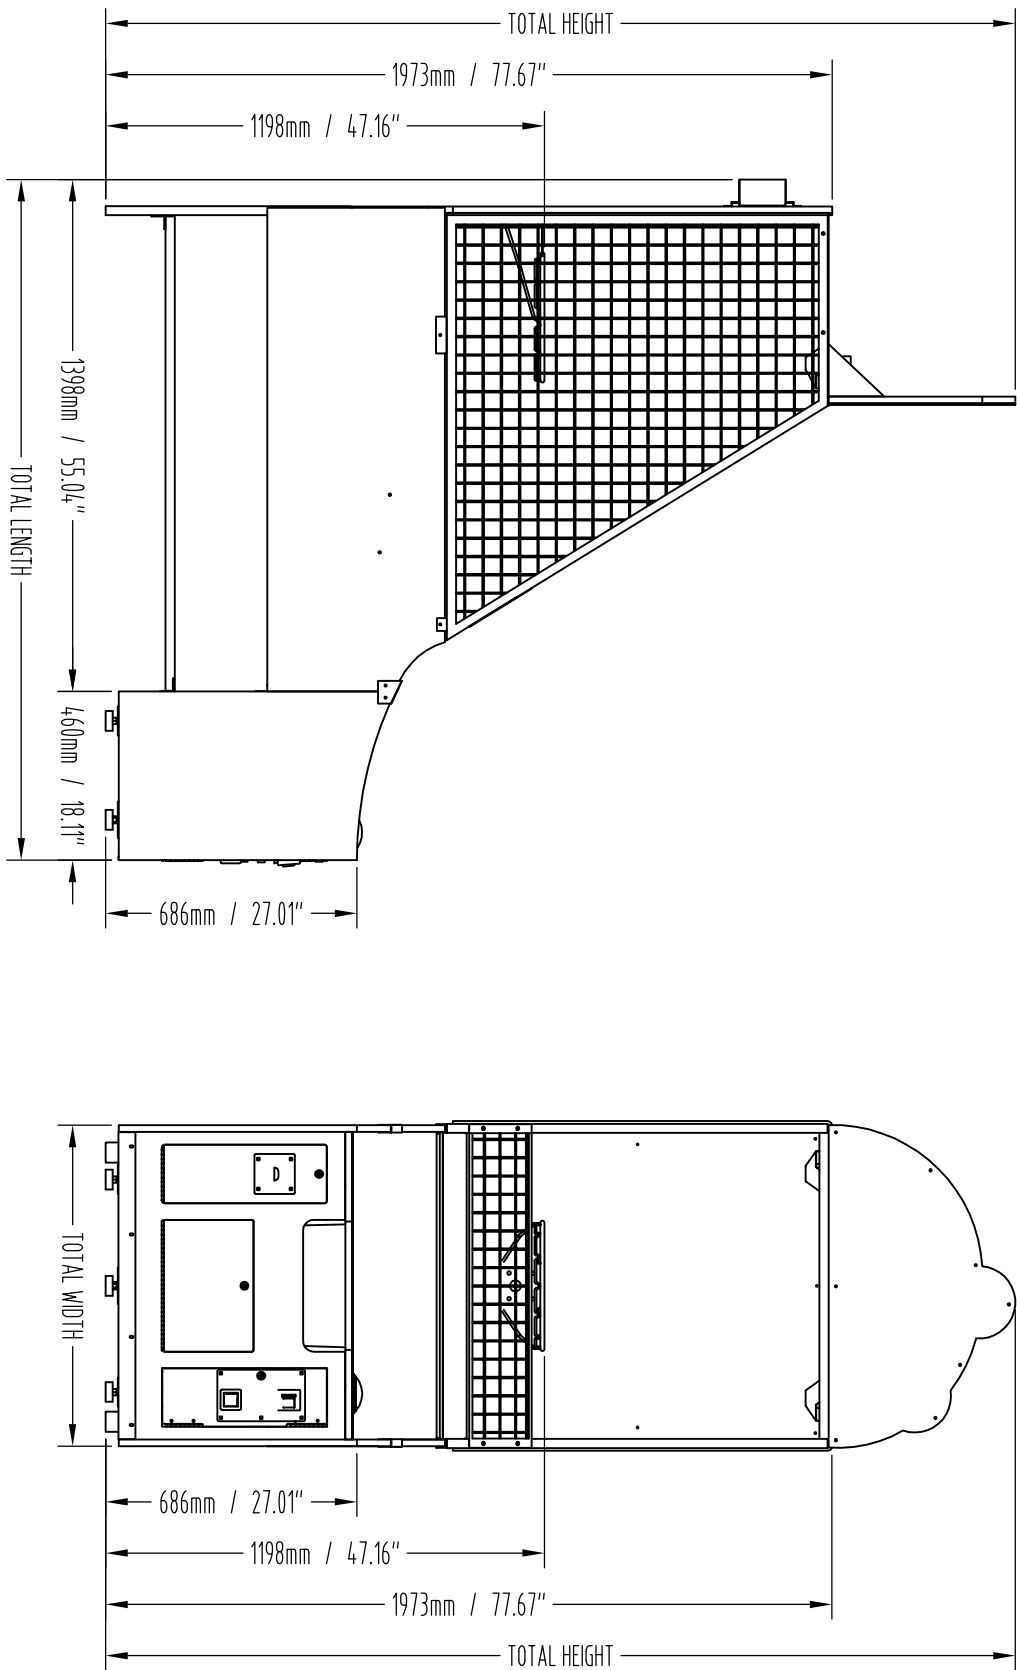 TOTAL HEIGHT
1973mm / 77.67"
1198mm / 47.16"
1398mm / 55.04"
TOTAL LENGTH
460mm / 18.11"
686mm / 27.01"
TOTAL WIDTH
686mm / 27.01"
1198mm / 47.16"
1973mm / 77.67"
TOTAL HEIGHT